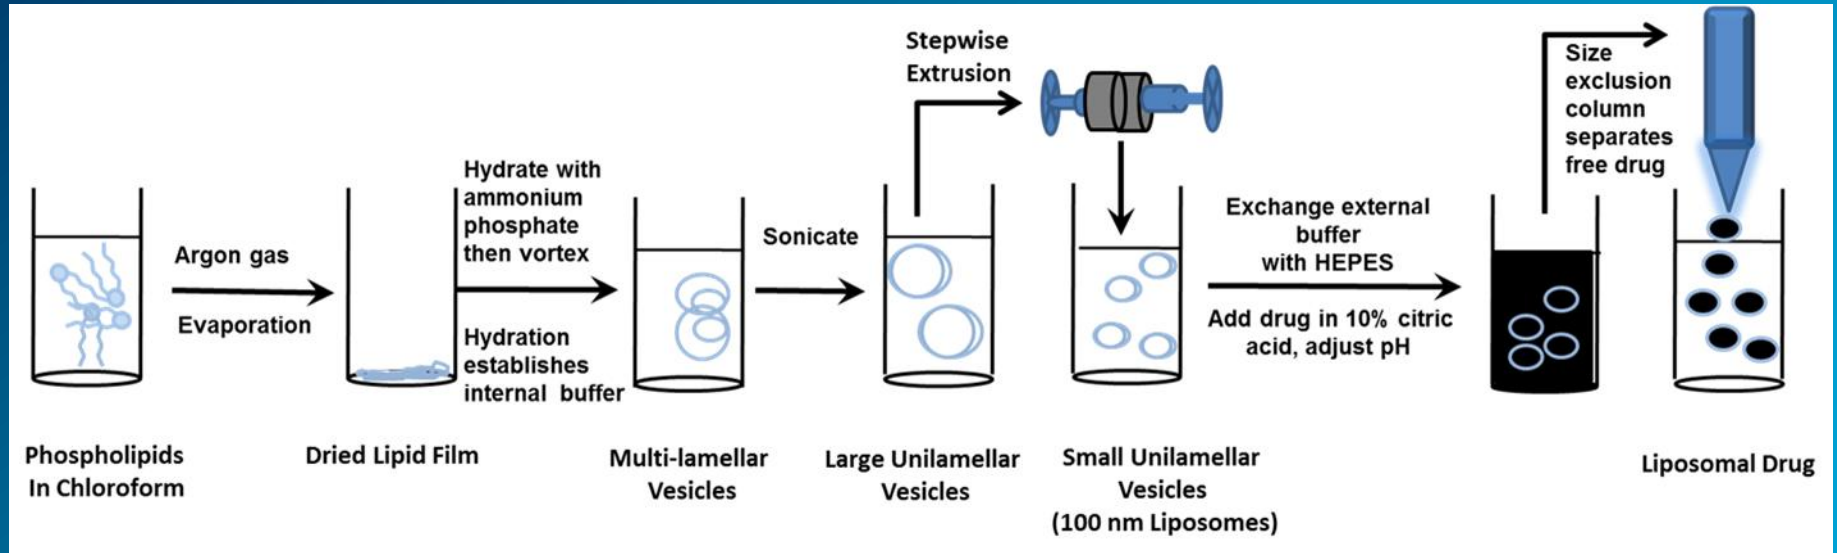 Argon gas
Evaporation
Hydrate with
ammonium
phosphate
then vortex
Hydration
establishes
internal buffer
Sonicate
Stepwise
Extrusion
Exchange external
buffer
with HEPES
Add drug in 10% citric
acid, adjust pH
Size
exclusion
column
separates
free drug
Phospholipids
In Chloroform
Dried Lipid Film
Multi-lamellar
Vesicles
Large Unilamellar
Vesicles
Small Unilamellar
Vesicles
(100 nm Liposomes)
Liposomal Drug